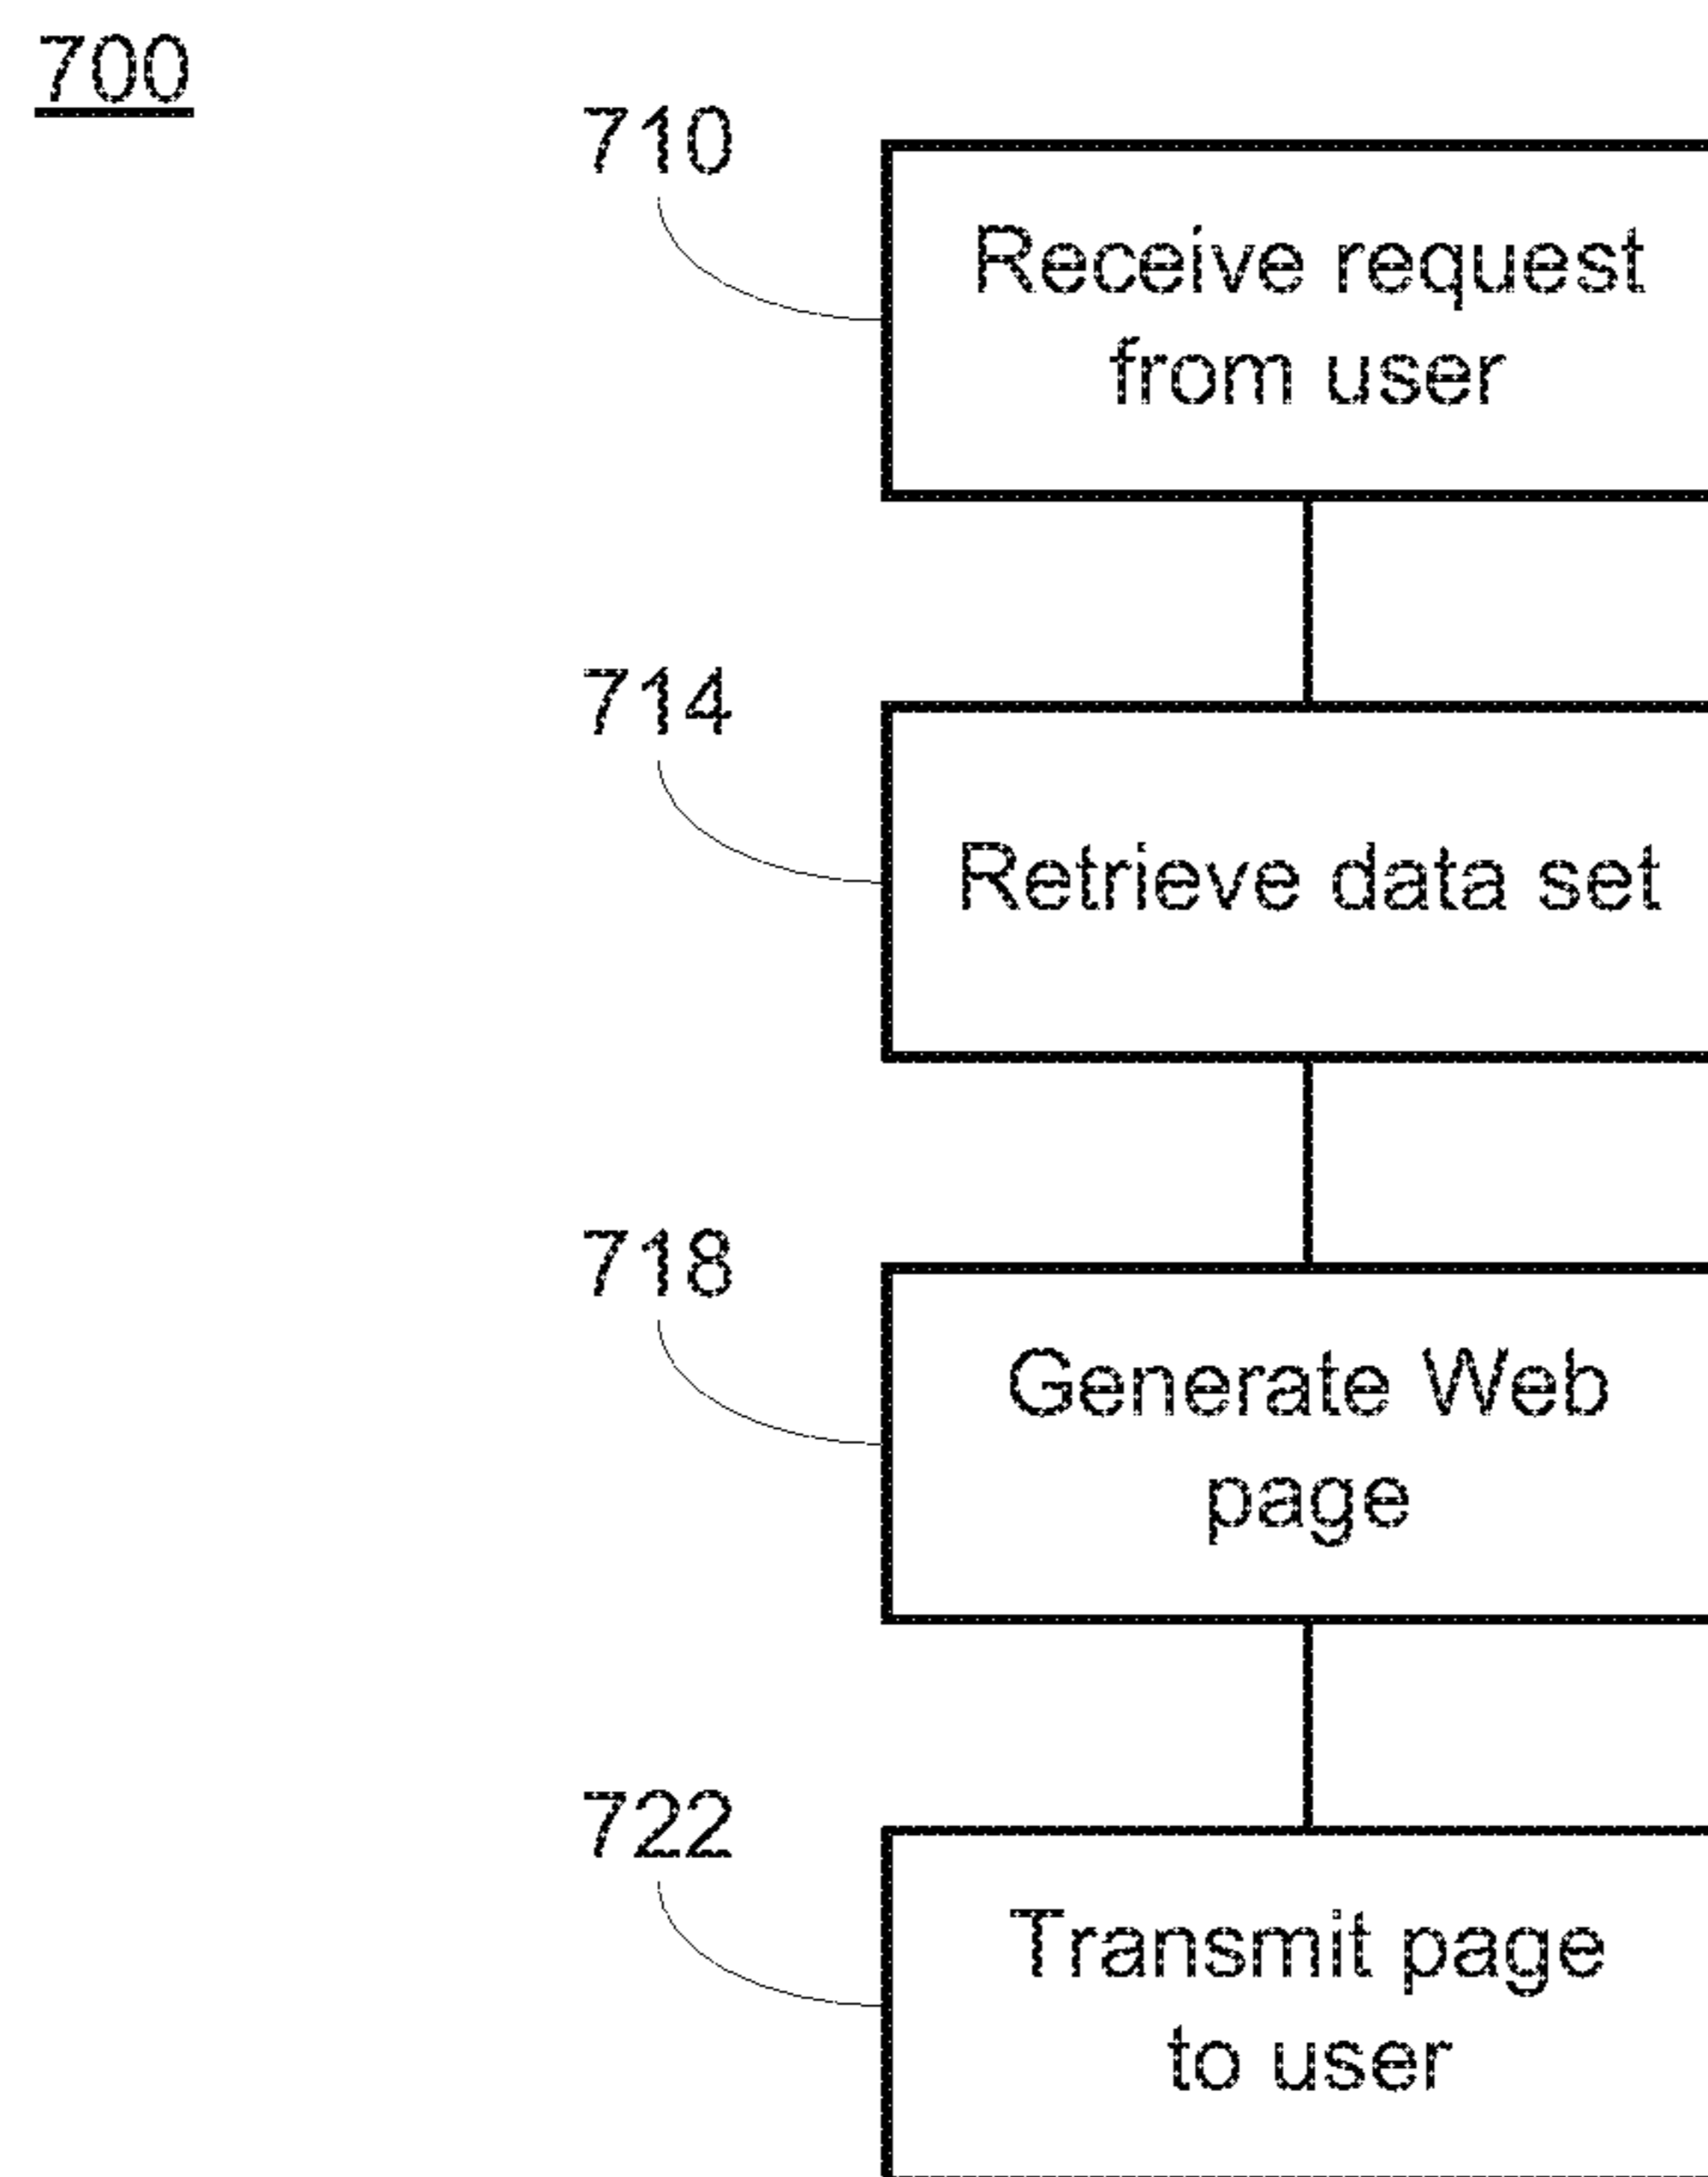 700
710
Receive request
from user
714
Retrieve data set
718
Generate Web
page
722
Transmit page
to user